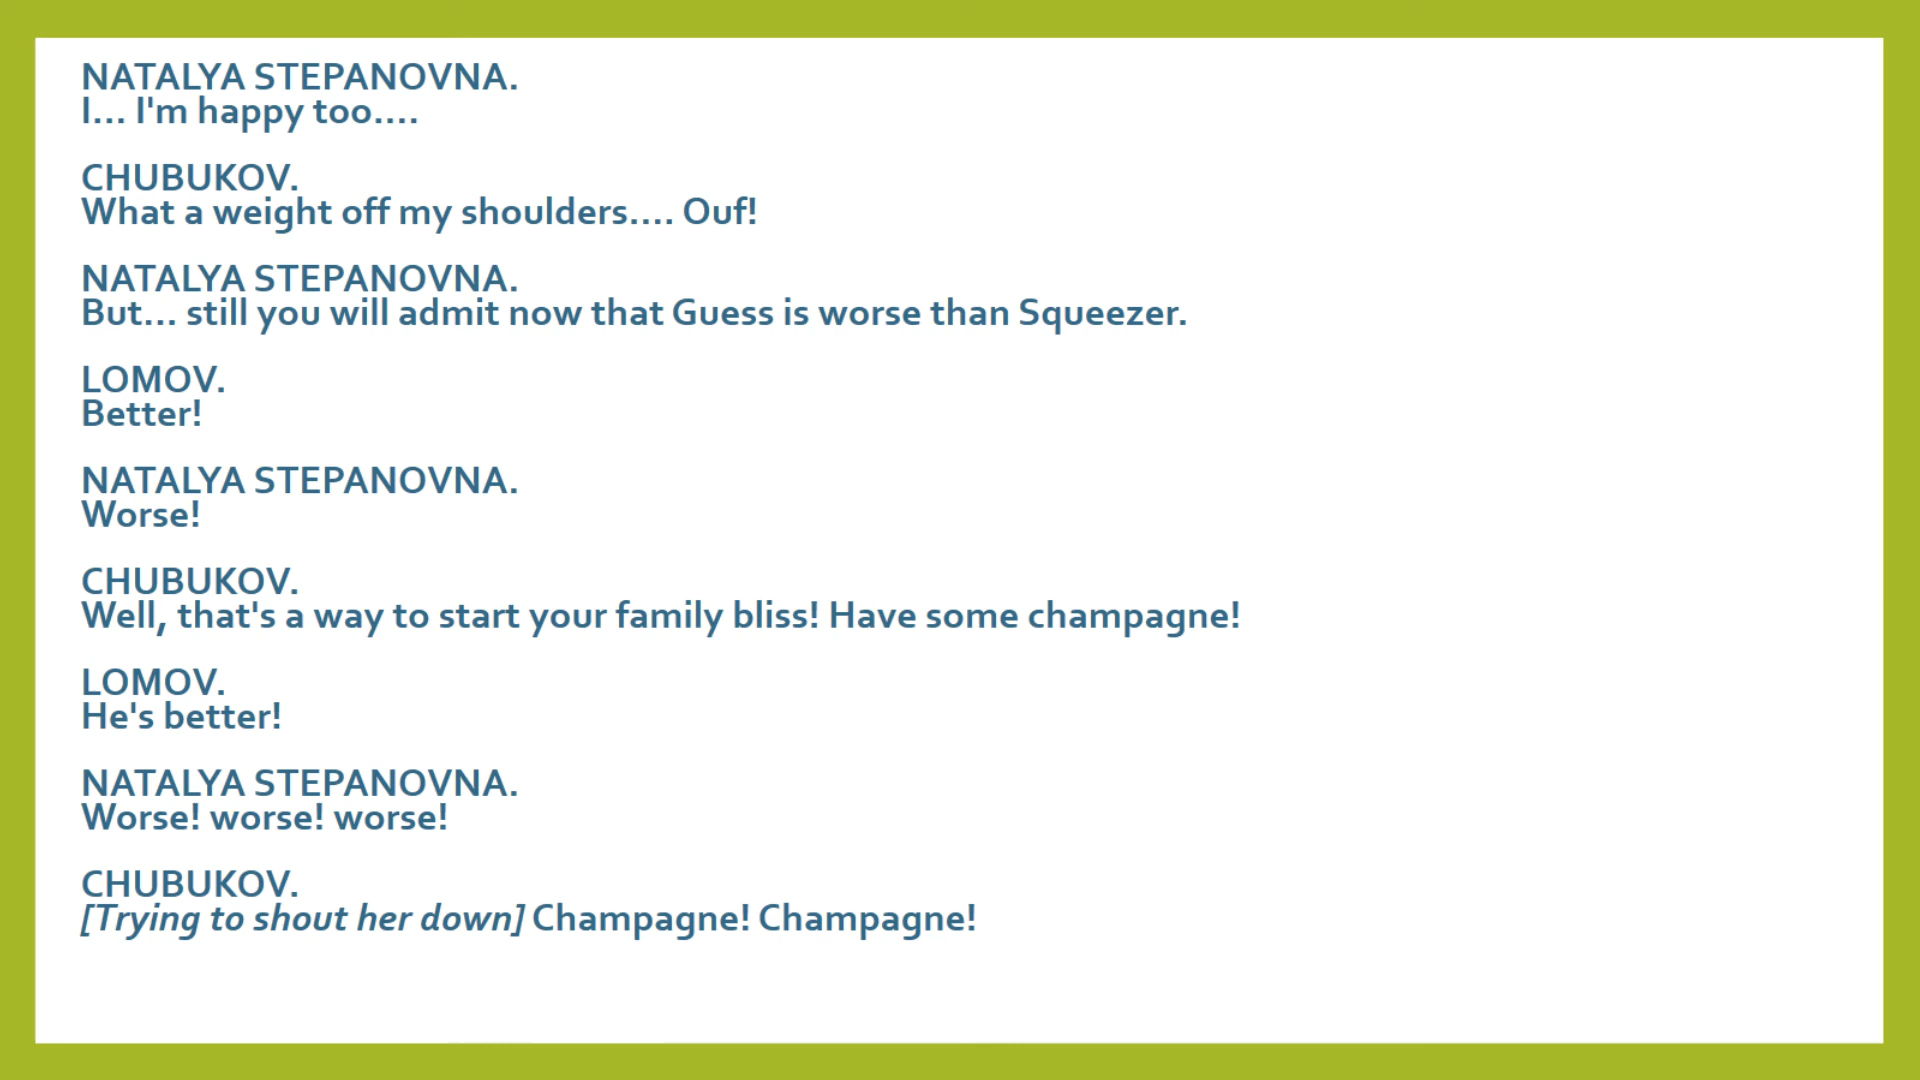 NATALYA STEPANOVNA.
I... I'm happy too....
CHUBUKOV.
What a weight off my shoulders.... Ouf!
NATALYA STEPANOVNA.
But... still you will admit now that Guess is worse than Squeezer.
LOMOV.
Better!
NATALYA STEPANOVNA.
Worse!
CHUBUKOV.
Well, that's a way to start your family bliss! Have some champagne!
LOMOV.
He's better!
NATALYA STEPANOVNA.
Worse! worse! worse!
CHUBUKOV.
[Trying to shout her down] Champagne! Champagne!